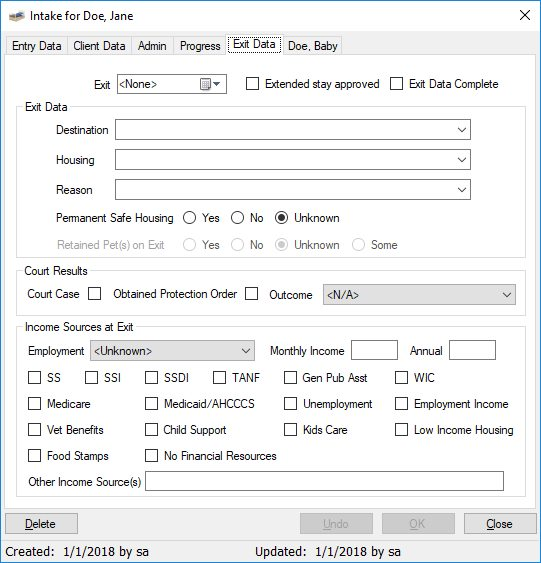 Intake for Doe, Jane
Entry Data Client Data Admin Progress Exit Data Doe, Baby
Exit <None> Extended stay approved Exit Data Complete
Exit Data
Destination
Housing
Reason
Permanent Safe Housing Yes No Unknown
Retained Pet(s) on Exit Yes No Unknown Some
Court Results
Court Case Obtained Protection Order Outcome <N/A>
Income Sources at Exit
Employment <Unknown> Monthly Income Annual
SS SSI SSDI TANF Gen Pub Asst WIC
Medicare Medicaid/AHCCCS Unemployment Employment Income
Vet Benefits Child Support Kids Care Low Income Housing
Food Stamps No Financial Resources
Other Income Source(s)
Delete Undo OK Close
Created: 1/1/2018 by sa Updated: 1/1/2018 by sa